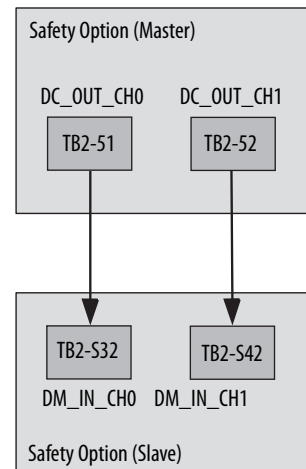 Safety Option (Master)
DC_OUT_CH0 DC_OUT_CH1
TB2-51 TB2-52
TB2-S32 TB2-S42
DM_IN_CH0 DM_IN_CH1
Safety Option (Slave)